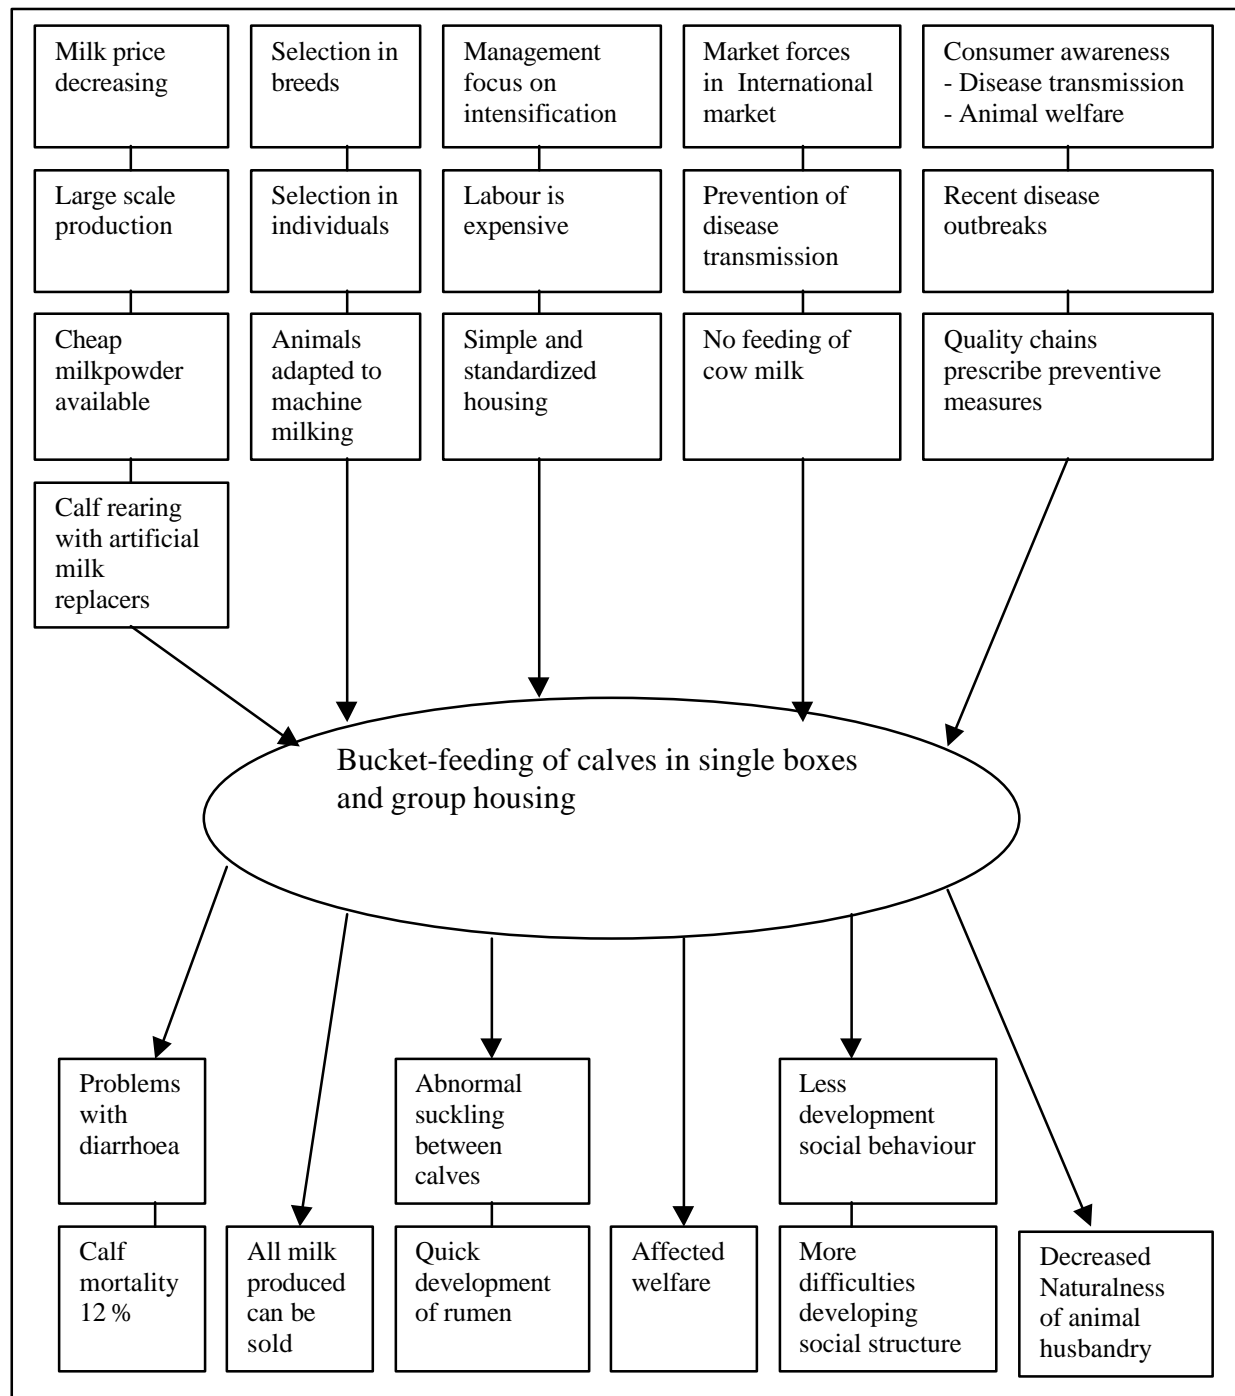 Milk price
decreasing
Selection in
breeds
Management
focus on
intensification
Market forces
in International
market
Consumer awareness
- Disease transmission
- Animal welfare
Large scale
production
Selection in
individuals
Labour is
expensive
Prevention of
disease
transmission
Recent disease
outbreaks
Cheap
milkpowder
available
Animals
adapted to
machine
milking
Simple and
standardized
housing
No feeding of
cow milk
Quality chains
prescribe preventive
measures
Calf rearing
with artificial
milk
replacers
Bucket-feeding of calves in single boxes
and group housing
Problems
with
diarrhoea
Abnormal
suckling
between
calves
Less
development
social behaviour
Calf
mortality
12 %
All milk
produced
can be
sold
Quick
development
of rumen
Affected
welfare
More
difficulties
developing
social structure
Decreased
Naturalness
of animal
husbandry